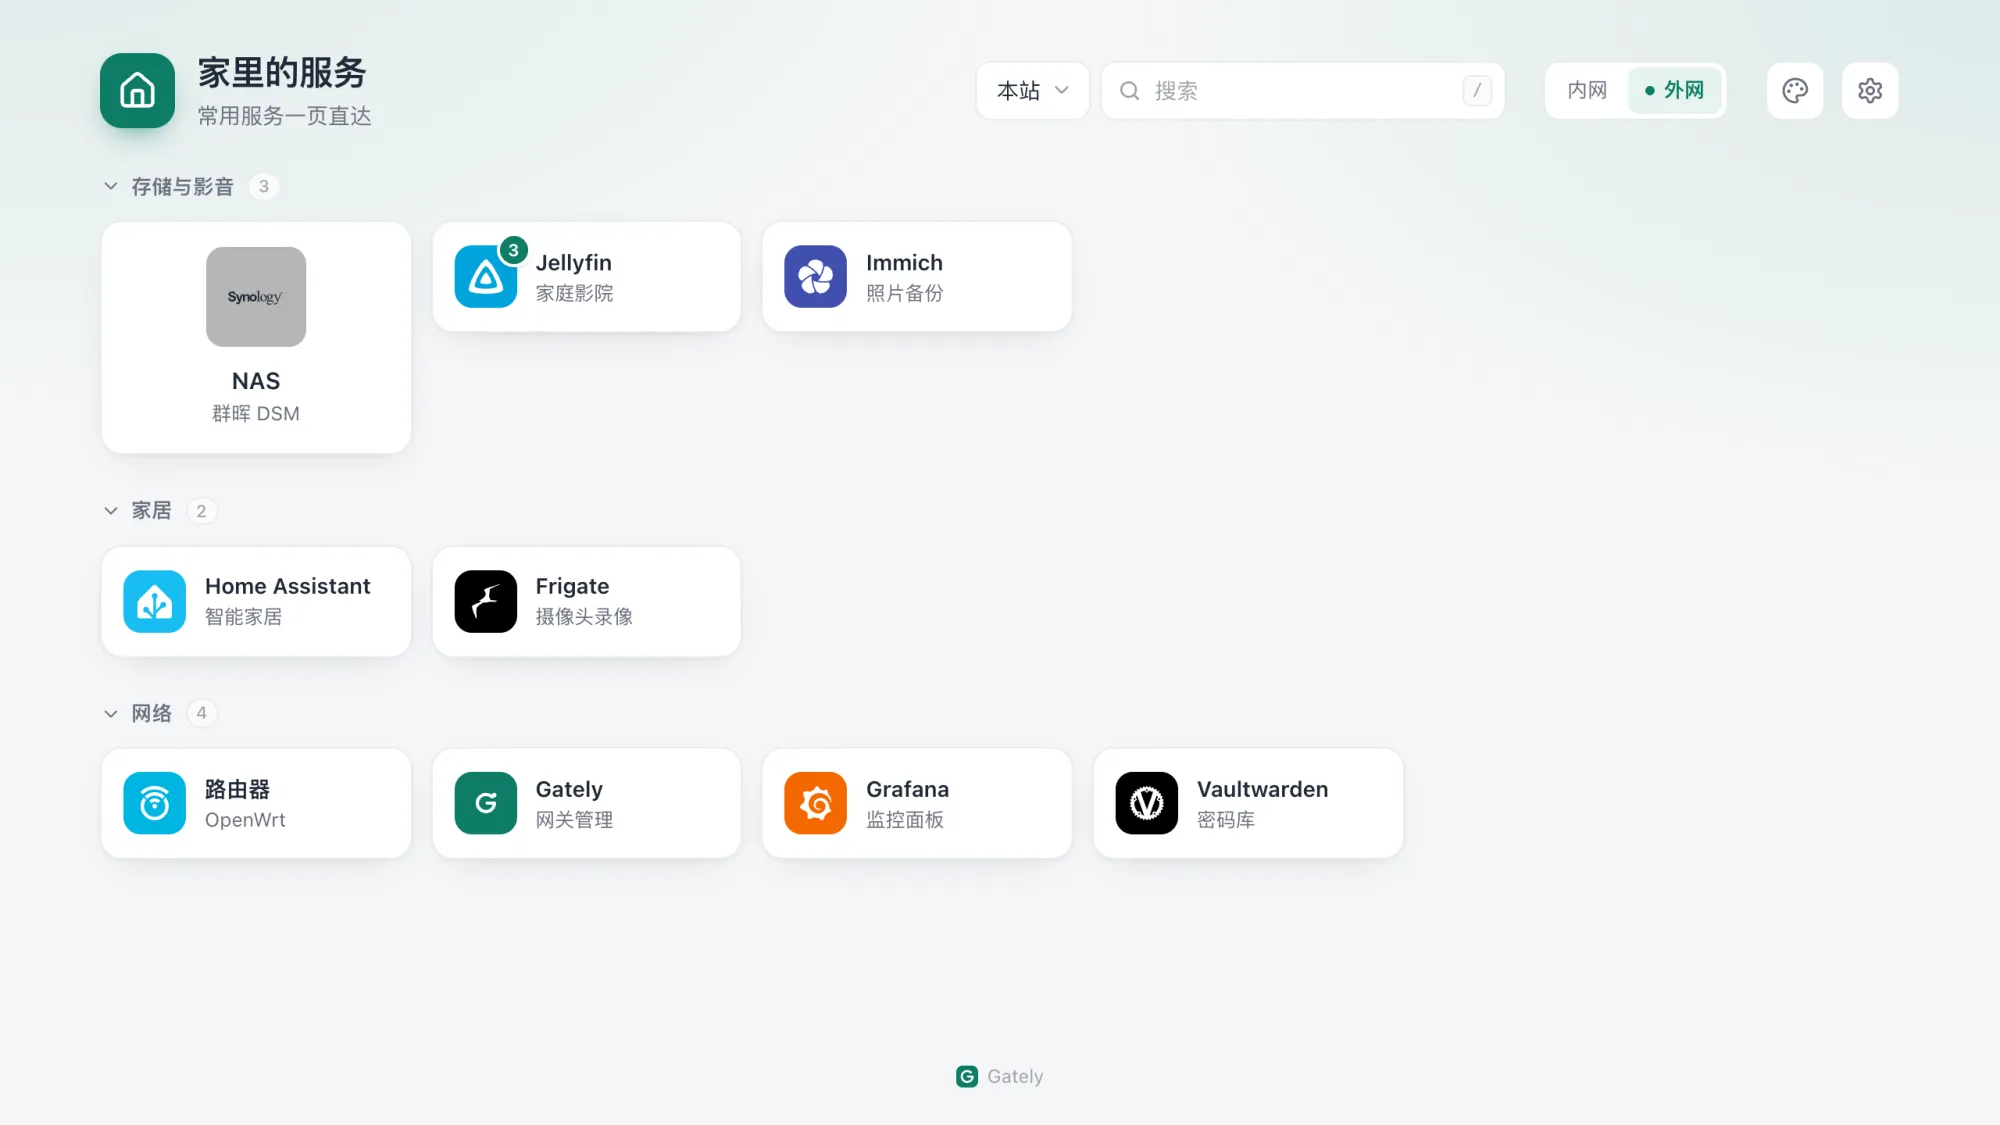 家里的服务
常用服务一页直达
本站
搜索
/
内网
外网
存储与影音 3
Synology
NAS
群晖 DSM
3
Jellyfin
家庭影院
Immich
照片备份
家居 2
Home Assistant
智能家居
Frigate
摄像头录像
网络 4
路由器
OpenWrt
G
Gately
网关管理
Grafana
监控面板
V
Vaultwarden
密码库
G Gately